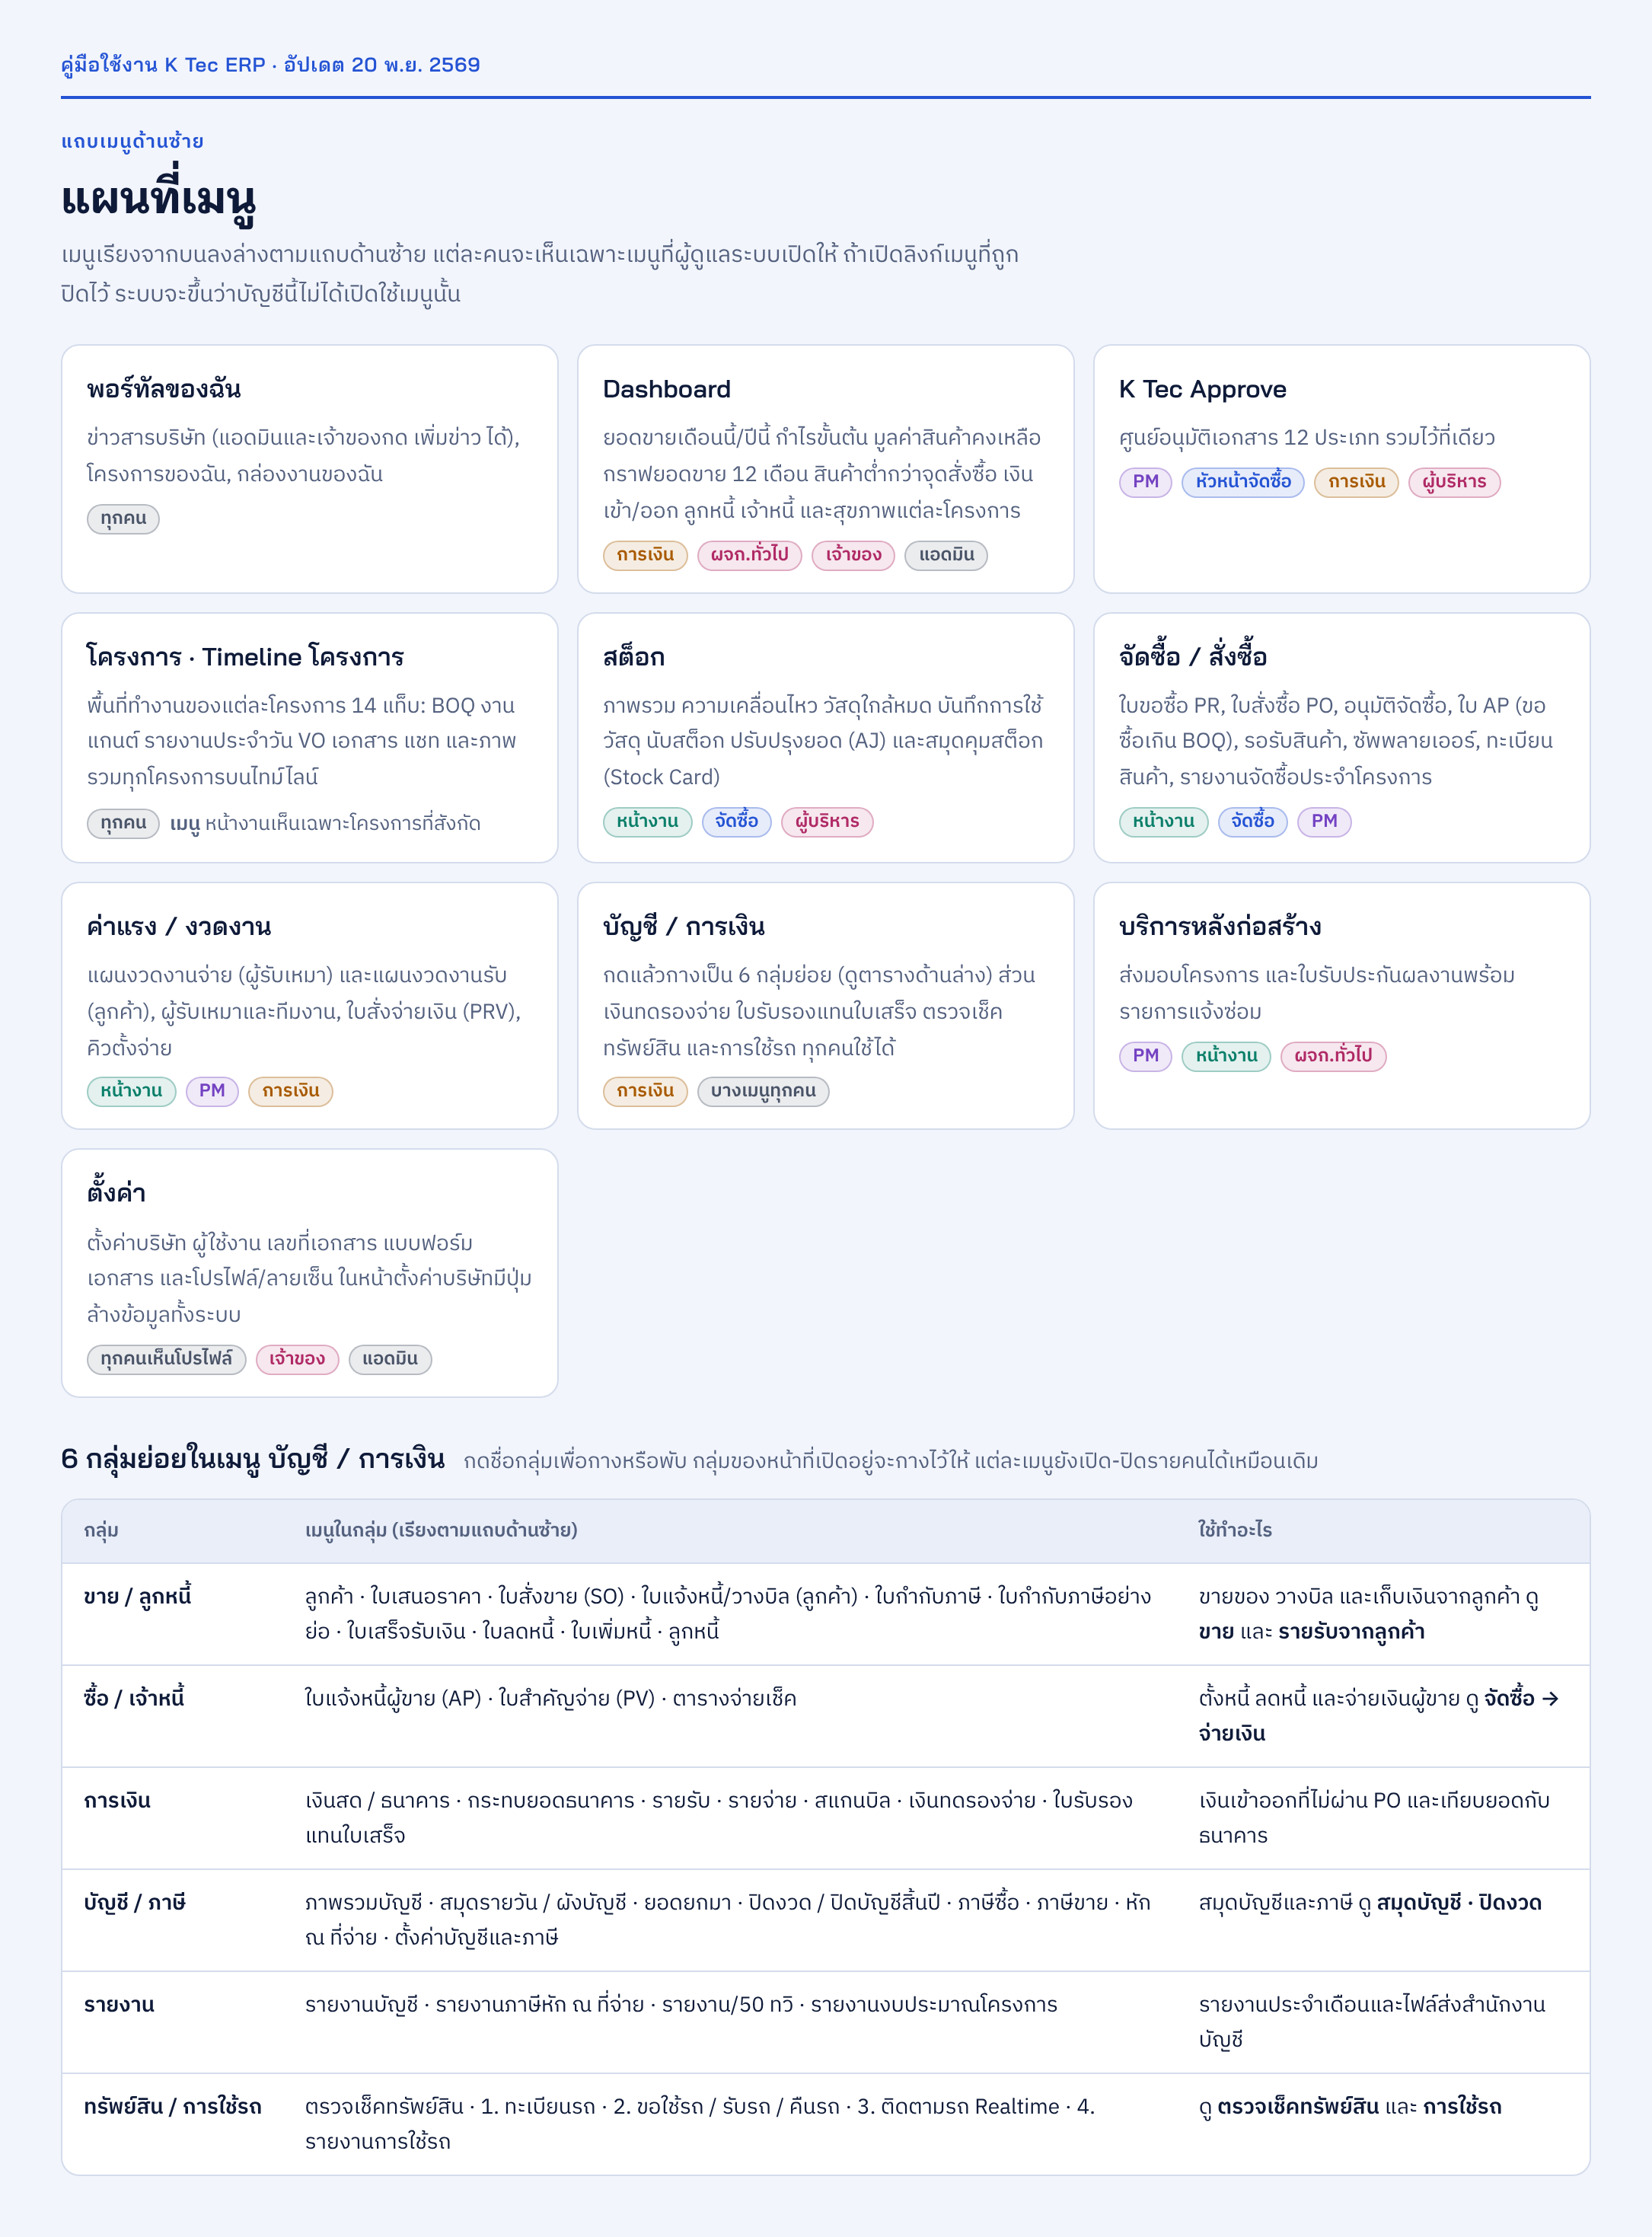 คู่มือใช้งาน K Tec ERP · อัปเดต 20 พ.ย. 2569
แถบเมนูด้านซ้าย
แผนที่เมนู
เมนูเรียงจากบนลงล่างตามแถบด้านซ้าย แต่ละคนจะเห็นเฉพาะเมนูที่ผู้ดูแลระบบเปิดให้ ถ้าเปิดลิงก์เมนูที่ถูก
ปิดไว้ ระบบจะขึ้นว่าบัญชีนี้ไม่ได้เปิดใช้เมนูนั้น
พอร์ทัลของฉัน
ข่าวสารบริษัท (แอดมินและเจ้าของกด เพิ่มข่าว ได้),
โครงการของฉัน, กล่องงานของฉัน
ทุกคน
Dashboard
ยอดขายเดือนนี้/ปีนี้ กำไรขั้นต้น มูลค่าสินค้าคงเหลือ
กราฟยอดขาย 12 เดือน สินค้าต่ำกว่าจุดสั่งซื้อ เงิน
เข้า/ออก ลูกหนี้ เจ้าหนี้ และสุขภาพแต่ละโครงการ
การเงิน ผจก.ทั่วไป เจ้าของ แอดมิน
K Tec Approve
ศูนย์อนุมัติเอกสาร 12 ประเภท รวมไว้ที่เดียว
PM หัวหน้าจัดซื้อ การเงิน ผู้บริหาร
โครงการ · Timeline โครงการ
พื้นที่ทำงานของแต่ละโครงการ 14 แท็บ: BOQ งาน
แกนต์ รายงานประจำวัน VO เอกสาร แชท และภาพ
รวมทุกโครงการบนไทม์ไลน์
ทุกคน เมนู หน้างานเห็นเฉพาะโครงการที่สังกัด
สต็อก
ภาพรวม ความเคลื่อนไหว วัสดุใกล้หมด บันทึกการใช้
วัสดุ นับสต็อก ปรับปรุงยอด (AJ) และสมุดคุมสต็อก
(Stock Card)
หน้างาน จัดซื้อ ผู้บริหาร
จัดซื้อ / สั่งซื้อ
ใบขอซื้อ PR, ใบสั่งซื้อ PO, อนุมัติจัดซื้อ, ใบ AP (ขอ
ซื้อเกิน BOQ), รอรับสินค้า, ซัพพลายเออร์, ทะเบียน
สินค้า, รายงานจัดซื้อประจำโครงการ
หน้างาน จัดซื้อ PM
ค่าแรง / งวดงาน
แผนงวดงานจ่าย (ผู้รับเหมา) และแผนงวดงานรับ
(ลูกค้า), ผู้รับเหมาและทีมงาน, ใบสั่งจ่ายเงิน (PRV),
คิวตั้งจ่าย
หน้างาน PM การเงิน
บัญชี / การเงิน
กดแล้วกางเป็น 6 กลุ่มย่อย (ดูตารางด้านล่าง) ส่วน
เงินทดรองจ่าย ใบรับรองแทนใบเสร็จ ตรวจเช็ค
ทรัพย์สิน และการใช้รถ ทุกคนใช้ได้
การเงิน บางเมนูทุกคน
บริการหลังก่อสร้าง
ส่งมอบโครงการ และใบรับประกันผลงานพร้อม
รายการแจ้งซ่อม
PM หน้างาน ผจก.ทั่วไป
ตั้งค่า
ตั้งค่าบริษัท ผู้ใช้งาน เลขที่เอกสาร แบบฟอร์ม
เอกสาร และโปรไฟล์/ลายเซ็น ในหน้าตั้งค่าบริษัทมีปุ่ม
ล้างข้อมูลทั้งระบบ
ทุกคนเห็นโปรไฟล์ เจ้าของ แอดมิน
6 กลุ่มย่อยในเมนู บัญชี / การเงิน กดชื่อกลุ่มเพื่อกางหรือพับ กลุ่มของหน้าที่เปิดอยู่จะกางไว้ให้ แต่ละเมนูยังเปิด-ปิดรายคนได้เหมือนเดิม
กลุ่ม เมนูในกลุ่ม (เรียงตามแถบด้านซ้าย) ใช้ทำอะไร
ขาย / ลูกหนี้
ลูกค้า · ใบเสนอราคา · ใบสั่งขาย (SO) · ใบแจ้งหนี้/วางบิล (ลูกค้า) · ใบกำกับภาษี · ใบกำกับภาษีอย่าง
ย่อ · ใบเสร็จรับเงิน · ใบลดหนี้ · ใบเพิ่มหนี้ · ลูกหนี้
ขายของ วางบิล และเก็บเงินจากลูกค้า ดู
ขาย และ รายรับจากลูกค้า
ซื้อ / เจ้าหนี้
ใบแจ้งหนี้ผู้ขาย (AP) · ใบสำคัญจ่าย (PV) · ตารางจ่ายเช็ค
ตั้งหนี้ ลดหนี้ และจ่ายเงินผู้ขาย ดู จัดซื้อ →
จ่ายเงิน
การเงิน
เงินสด / ธนาคาร · กระทบยอดธนาคาร · รายรับ · รายจ่าย · สแกนบิล · เงินทดรองจ่าย · ใบรับรอง
แทนใบเสร็จ
เงินเข้าออกที่ไม่ผ่าน PO และเทียบยอดกับ
ธนาคาร
บัญชี / ภาษี
ภาพรวมบัญชี · สมุดรายวัน / ผังบัญชี · ยอดยกมา · ปิดงวด / ปิดบัญชีสิ้นปี · ภาษีซื้อ · ภาษีขาย · หัก
ณ ที่จ่าย · ตั้งค่าบัญชีและภาษี
สมุดบัญชีและภาษี ดู สมุดบัญชี · ปิดงวด
รายงาน
รายงานบัญชี · รายงานภาษีหัก ณ ที่จ่าย · รายงาน/50 ทวิ · รายงานงบประมาณโครงการ
รายงานประจำเดือนและไฟล์ส่งสำนักงาน
บัญชี
ทรัพย์สิน / การใช้รถ
ตรวจเช็คทรัพย์สิน · 1. ทะเบียนรถ · 2. ขอใช้รถ / รับรถ / คืนรถ · 3. ติดตามรถ Realtime · 4.
รายงานการใช้รถ
ดู ตรวจเช็คทรัพย์สิน และ การใช้รถ